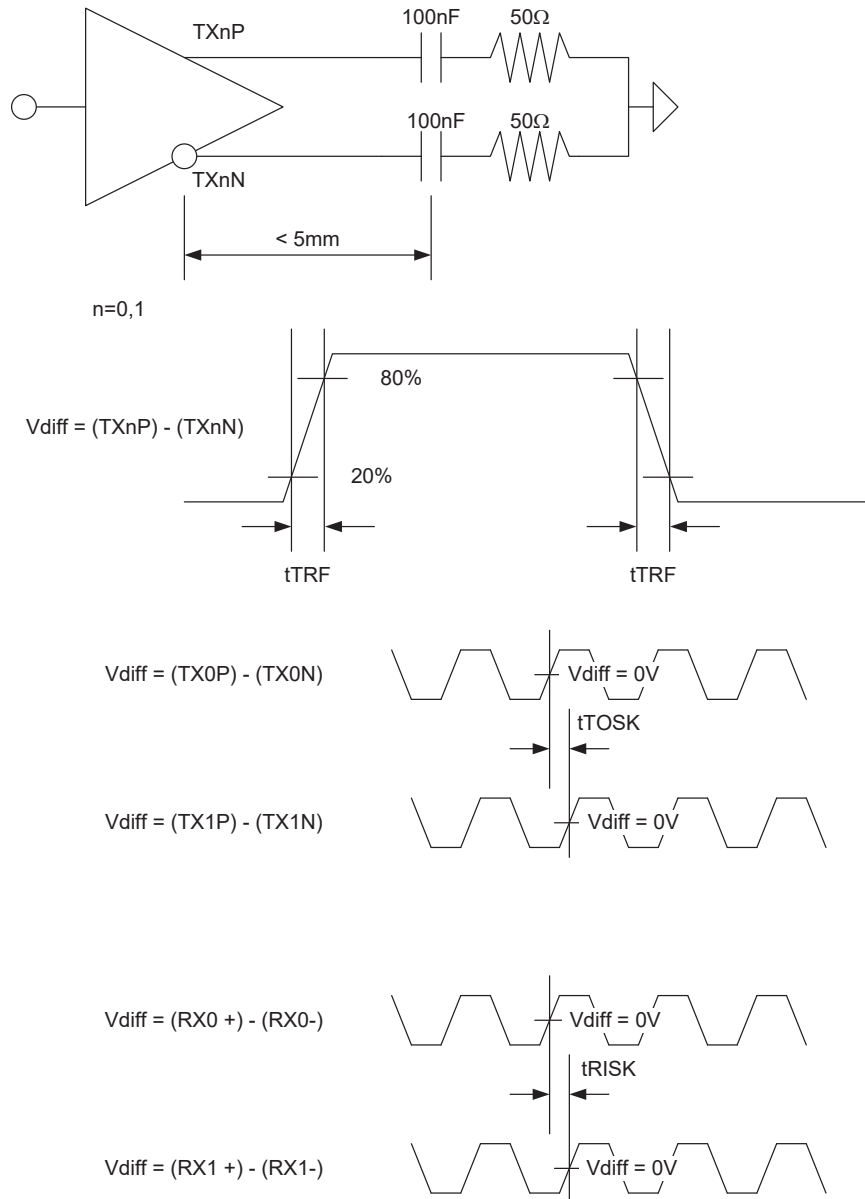 TXnP
100nF
50Ω
100nF
50Ω
TXnN
< 5mm
n=0,1
80%
Vdiff = (TXnP) - (TXnN)
20%
tTRF
tTRF
Vdiff = (TX0P) - (TX0N)
Vdiff = 0V
tTOSK
Vdiff = (TX1P) - (TX1N)
Vdiff = 0V
Vdiff = (RX0 +) - (RX0-)
Vdiff = 0V
tRISK
Vdiff = (RX1 +) - (RX1-)
Vdiff = 0V